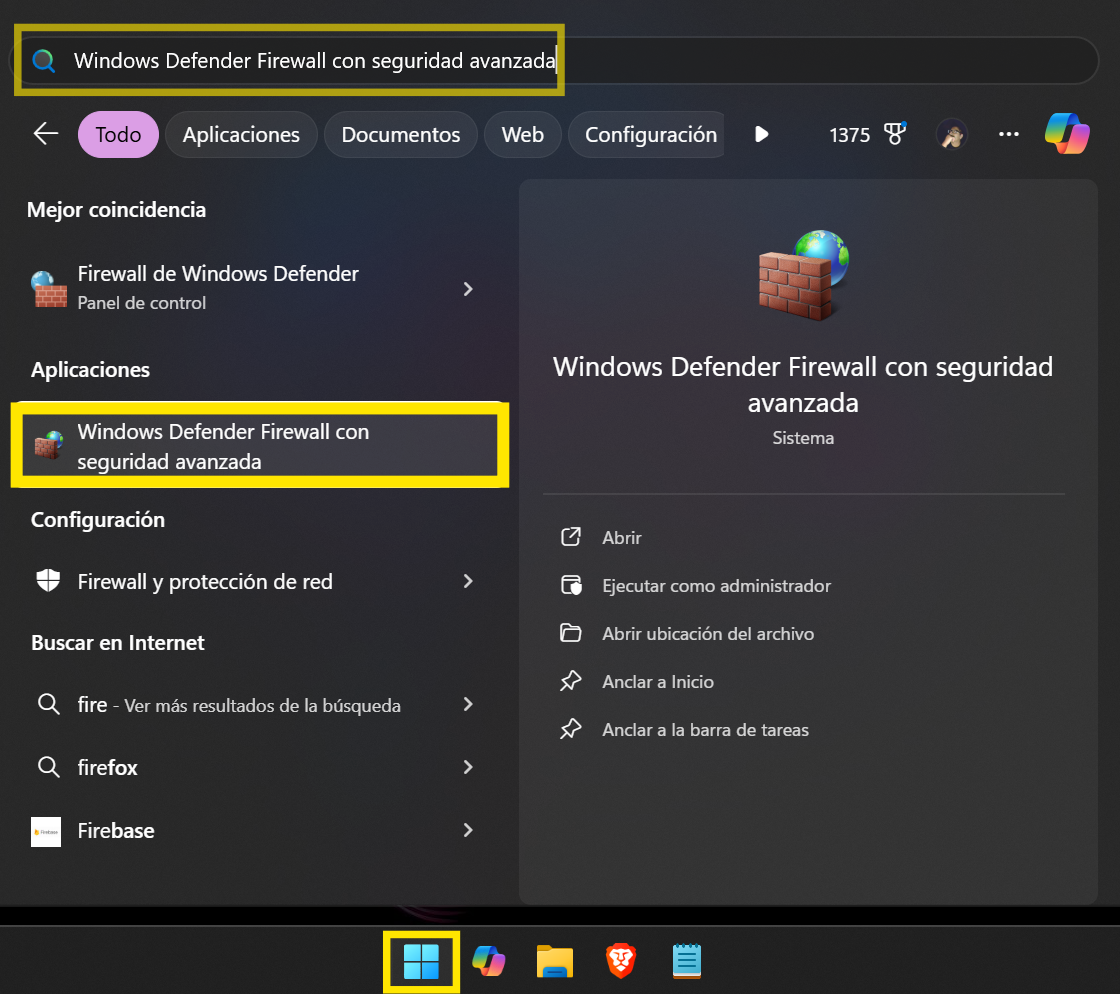 Windows Defender Firewall con seguridad avanzada
Todo
Aplicaciones
Documentos
Web
Configuración
1375
Mejor coincidencia
Firewall de Windows Defender
Panel de control
Aplicaciones
Windows Defender Firewall con
seguridad avanzada
Configuración
Firewall y protección de red
Buscar en Internet
fire - Ver más resultados de la búsqueda
firefox
Firebase
Windows Defender Firewall con seguridad
avanzada
Sistema
Abrir
Ejecutar como administrador
Abrir ubicación del archivo
Anclar a Inicio
Anclar a la barra de tareas